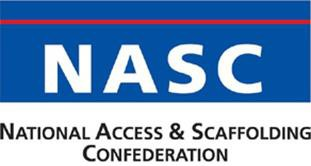 NASC
NATIONAL ACCESS & SCAFFOLDING
CONFEDERATION